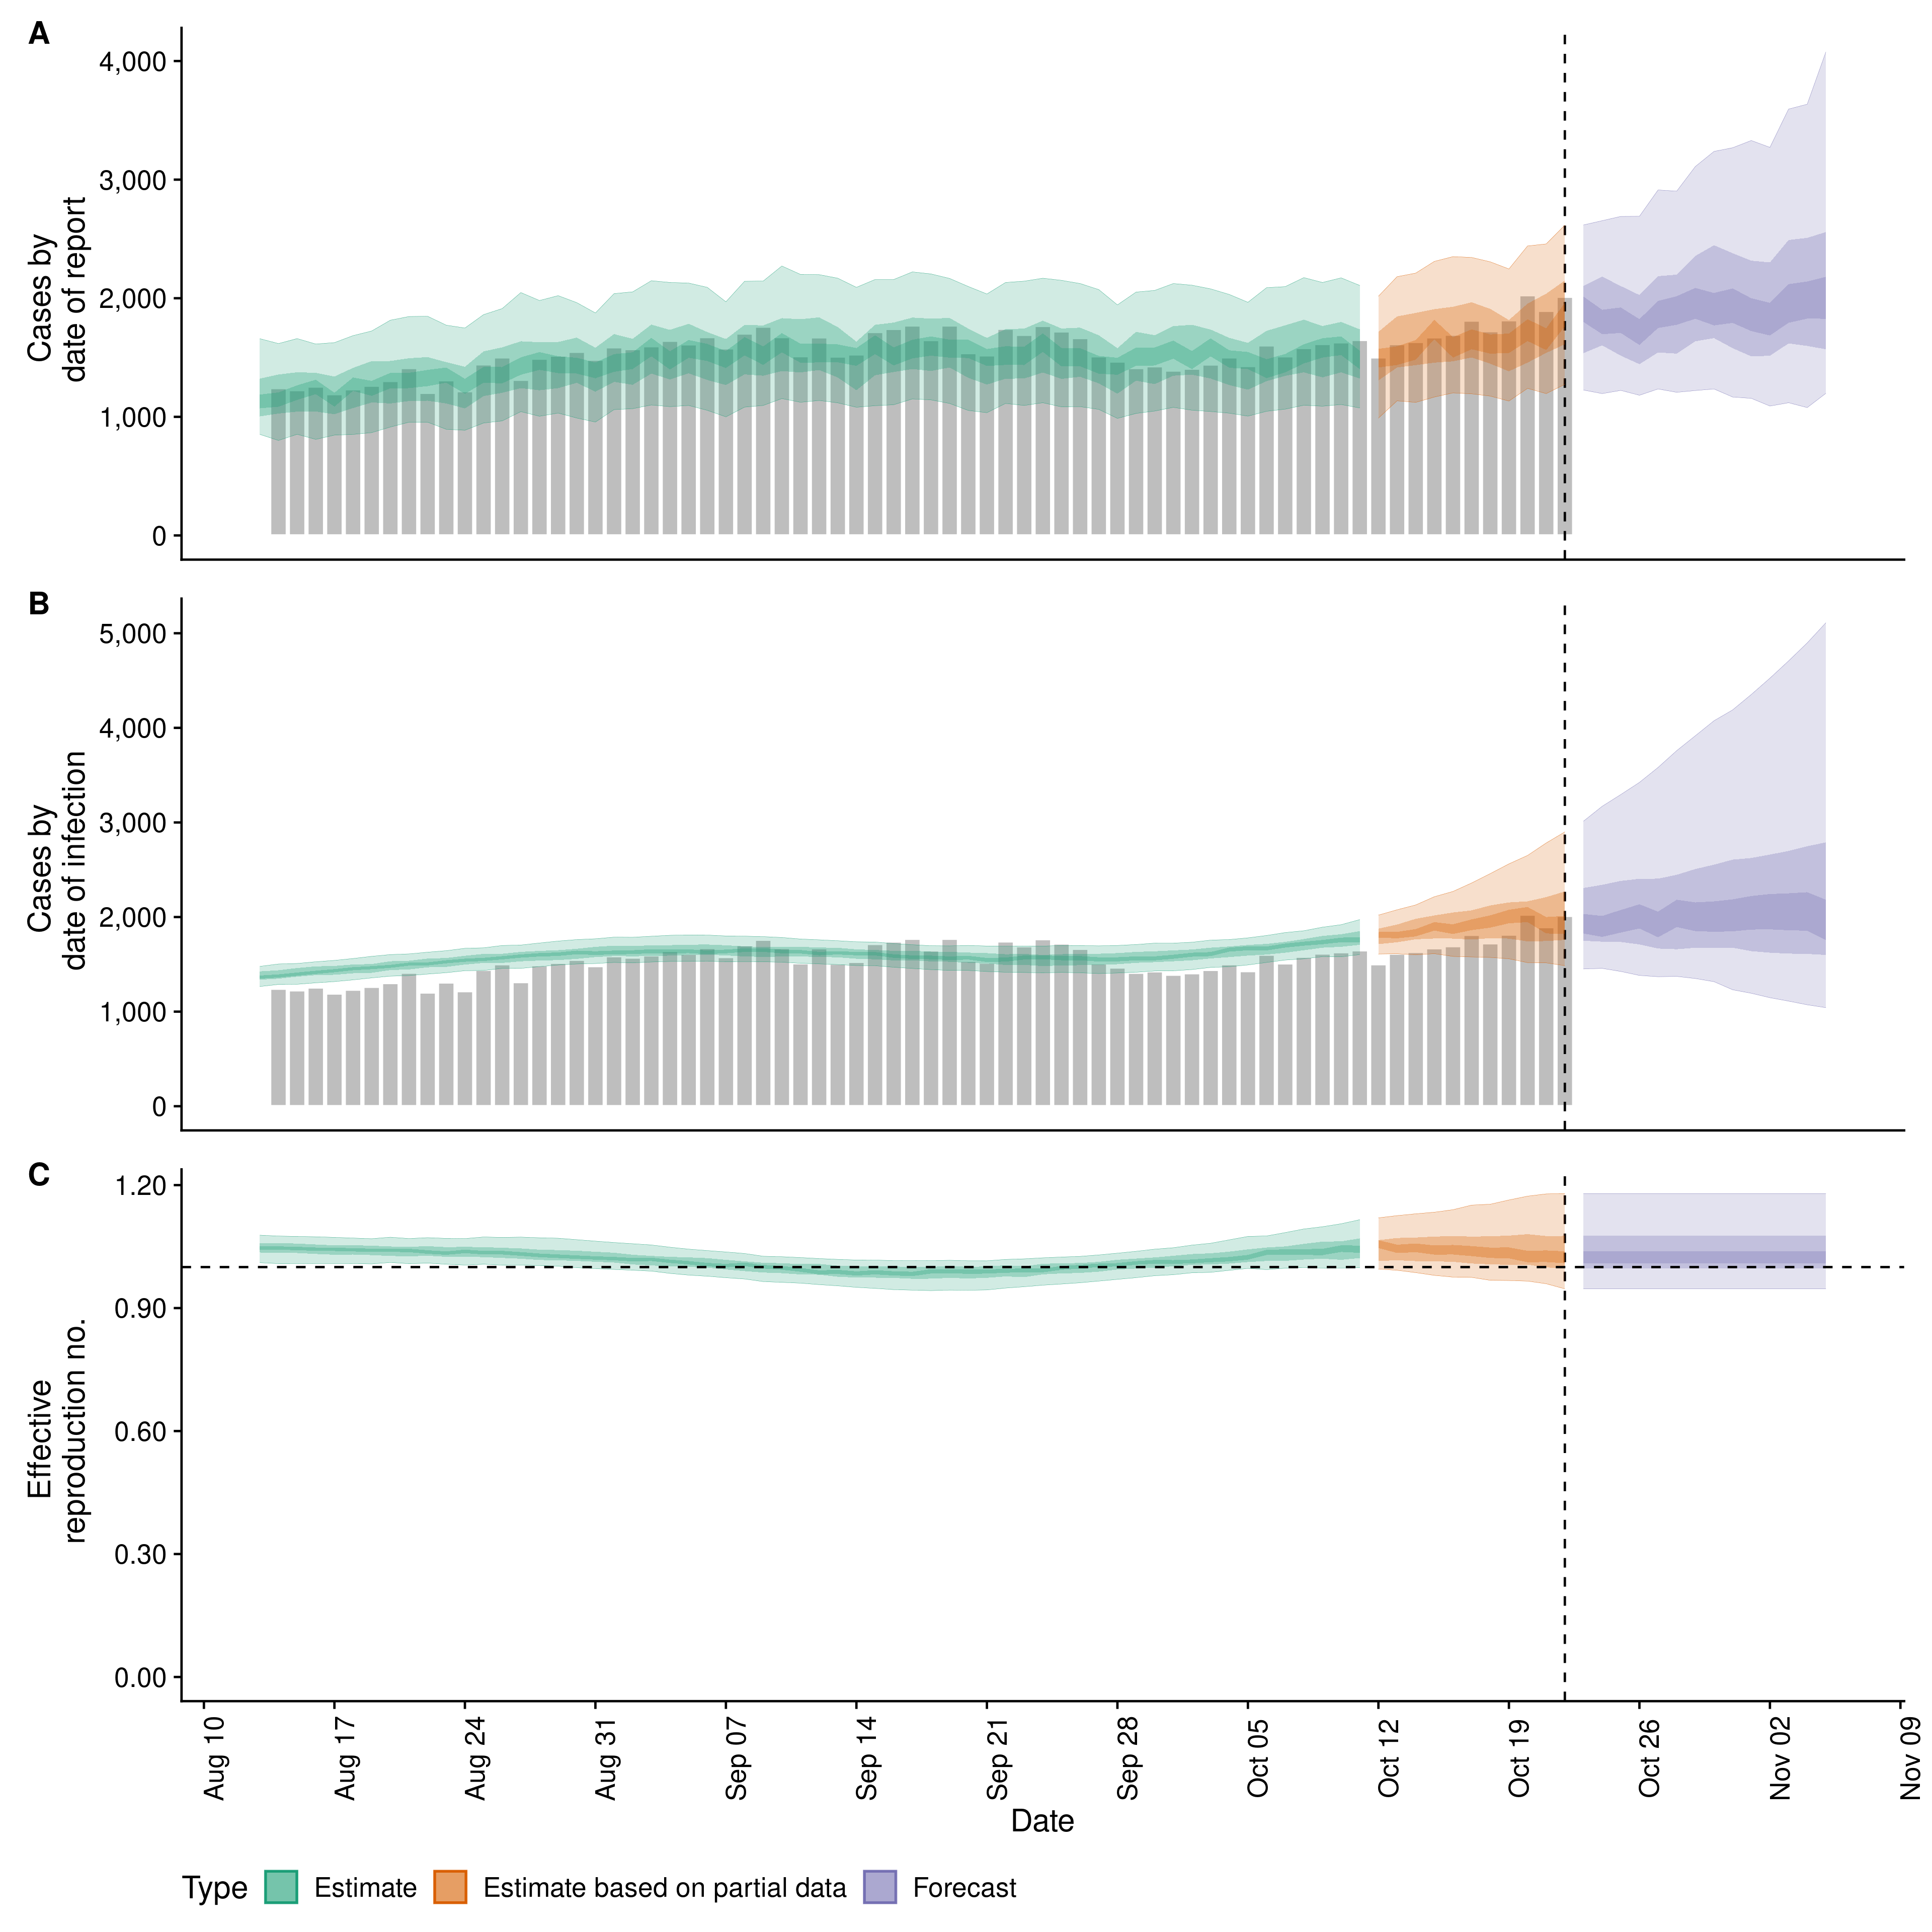 A
4,000
3,000
2,000
1,000
0
Cases by
date of report
B
5,000
4,000
3,000
2,000
1,000
0
Cases by
date of infection
C
1.20
0.90
0.60
0.30
0.00
Effective
reproduction no.
Aug 10
Aug 17
Aug 24
Aug 31
Sep 07
Sep 14
Sep 21
Sep 28
Oct 05
Oct 12
Oct 19
Oct 26
Nov 02
Nov 09
Date
Type Estimate Estimate based on partial data Forecast